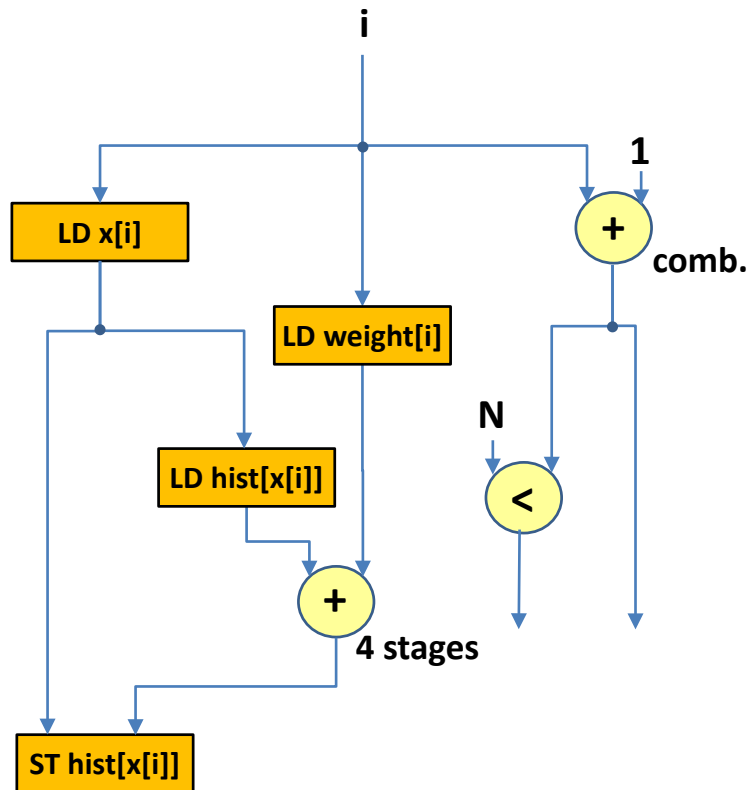 i
1
LD x[i]
+
comb.
LD weight[i]
N
LD hist[x[i]]
<
+
4 stages
ST hist[x[i]]